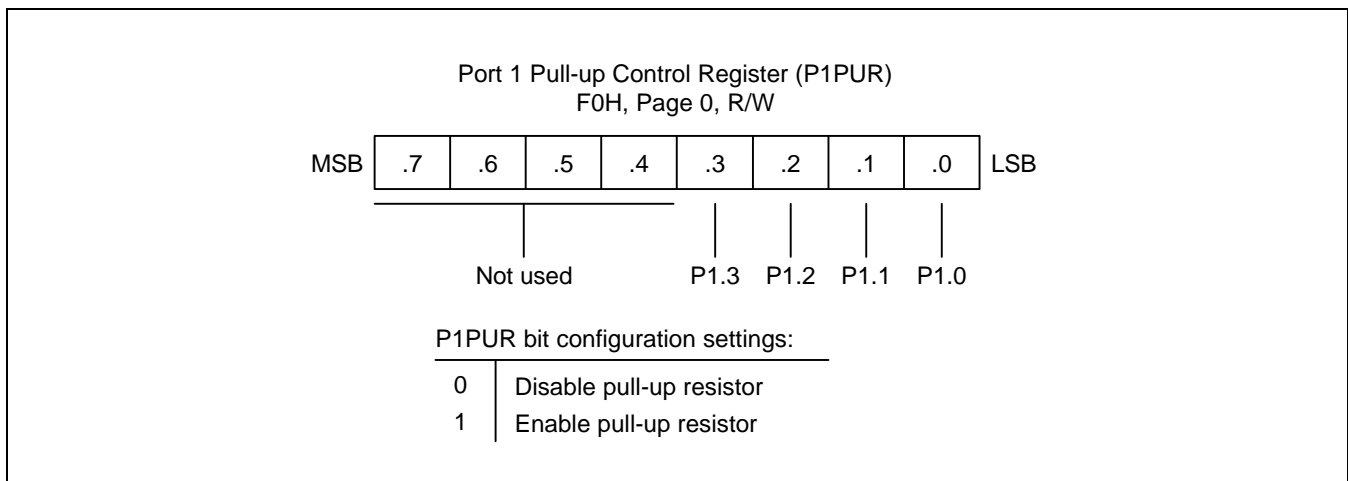 Port 1 Pull-up Control Register (P1PUR)
F0H, Page 0, R/W
MSB .7 .6 .5 .4 .3 .2 .1 .0 LSB
Not used P1.3 P1.2 P1.1 P1.0
P1PUR bit configuration settings:
0 Disable pull-up resistor
1 Enable pull-up resistor